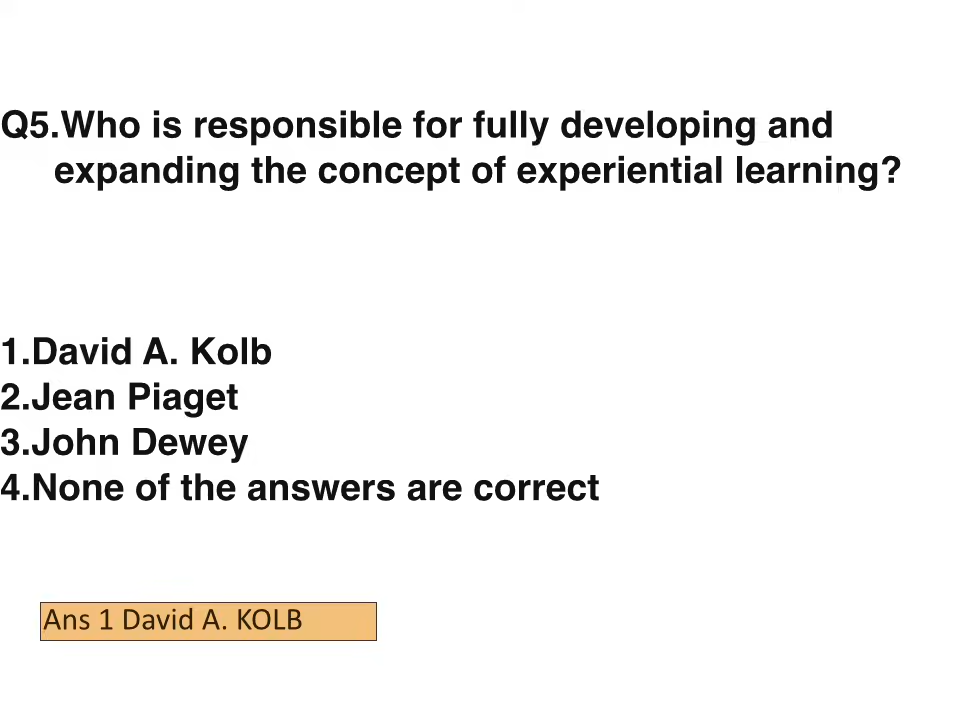 Q5.Who is responsible for fully developing and
expanding the concept of experiential learning?
1.David A. Kolb
2.Jean Piaget
3.John Dewey
4.None of the answers are correct
Ans 1 David A. KOLB